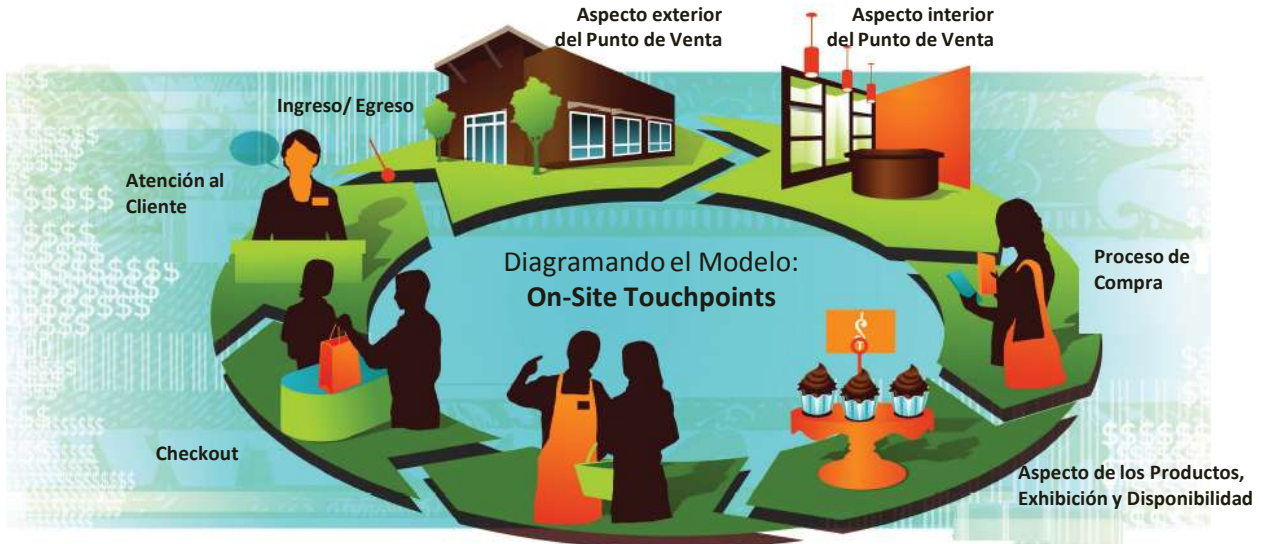 Aspecto exterior
del Punto de Venta
Aspecto interior
del Punto de Venta
Ingreso/ Egreso
Atención al
Cliente
Diagramando el Modelo:
On-Site Touchpoints
Proceso de
Compra
Checkout
Aspecto de los Productos,
Exhibición y Disponibilidad